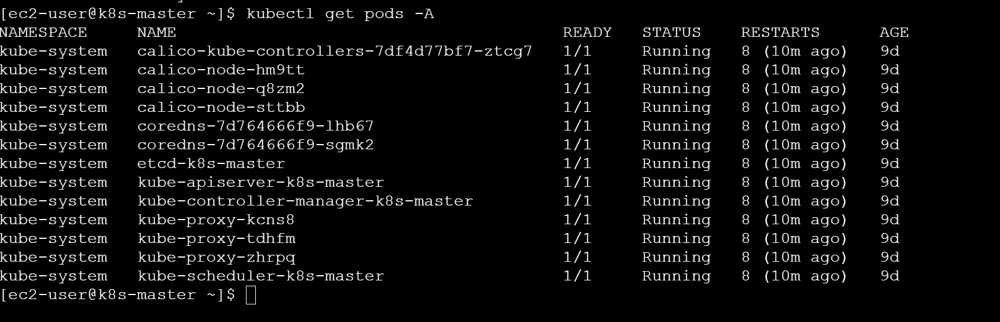 [ec2-user@k8s-master ~]$ kubectl get pods -A
NAMESPACE     NAME                                       READY   STATUS    RESTARTS      AGE
kube-system   calico-kube-controllers-7df4d77bf7-ztcg7   1/1     Running   8 (10m ago)   9d
kube-system   calico-node-hm9tt                          1/1     Running   8 (10m ago)   9d
kube-system   calico-node-q8zm2                          1/1     Running   8 (10m ago)   9d
kube-system   calico-node-sttbb                          1/1     Running   8 (10m ago)   9d
kube-system   coredns-7d764666f9-lhb67                   1/1     Running   8 (10m ago)   9d
kube-system   coredns-7d764666f9-sgmk2                   1/1     Running   8 (10m ago)   9d
kube-system   etcd-k8s-master                            1/1     Running   8 (10m ago)   9d
kube-system   kube-apiserver-k8s-master                  1/1     Running   8 (10m ago)   9d
kube-system   kube-controller-manager-k8s-master         1/1     Running   8 (10m ago)   9d
kube-system   kube-proxy-kcns8                           1/1     Running   8 (10m ago)   9d
kube-system   kube-proxy-tdhfm                           1/1     Running   8 (10m ago)   9d
kube-system   kube-proxy-zhrpq                           1/1     Running   8 (10m ago)   9d
kube-system   kube-scheduler-k8s-master                  1/1     Running   8 (10m ago)   9d
[ec2-user@k8s-master ~]$